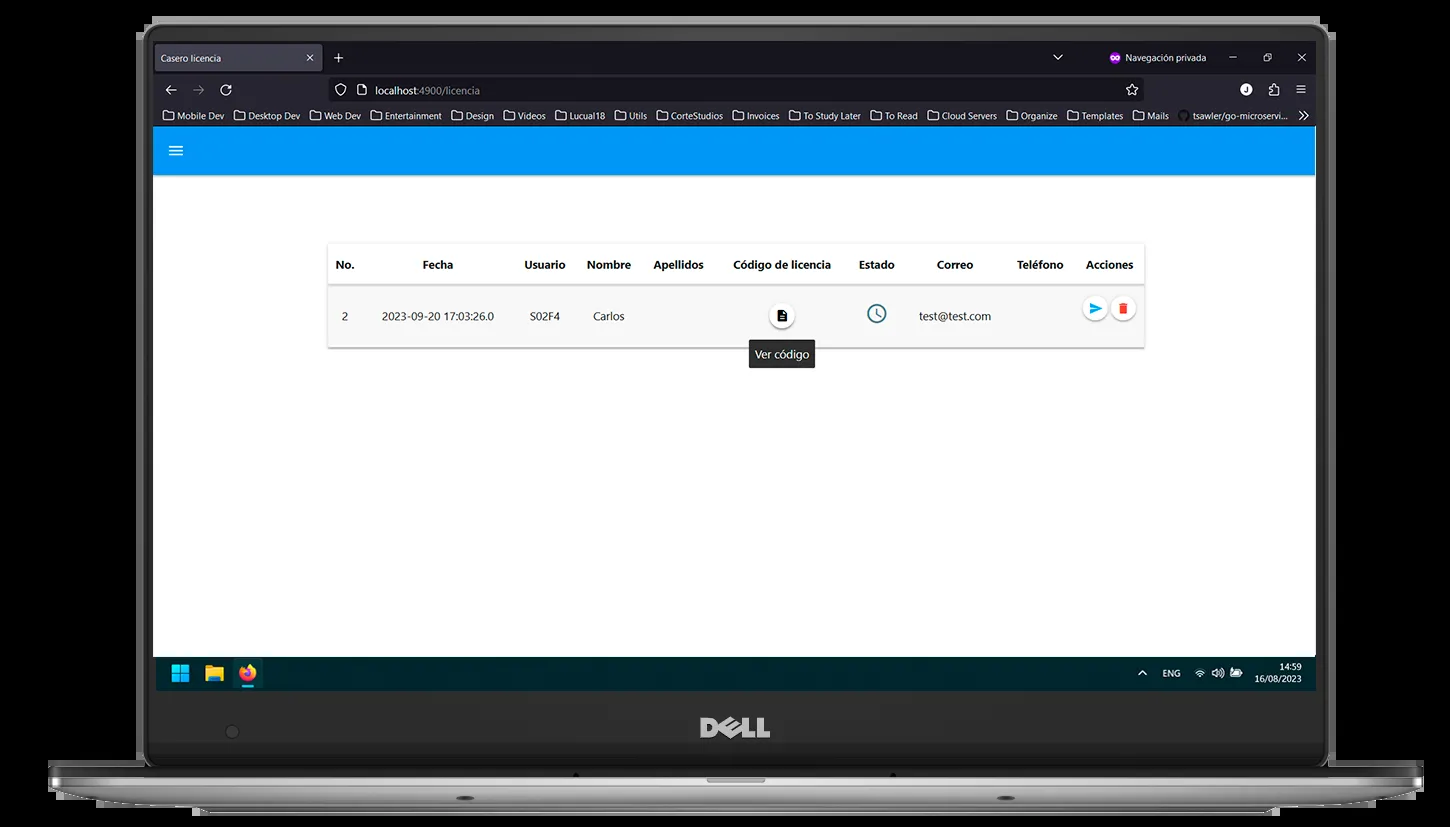 Casero licencia
Navegación privada
localhost:4900/licencia
Mobile Dev Desktop Dev Web Dev Entertainment Design Videos Lucual18 Utils CorteStudios Invoices To Study Later To Read Cloud Servers Organize Templates Mails tsawler/go-microservi...
No. Fecha Usuario Nombre Apellidos Código de licencia Estado Correo Teléfono Acciones
2 2023-09-20 17:03:26.0 S02F4 Carlos test@test.com
Ver código
ENG 14:59
16/08/2023
DELL